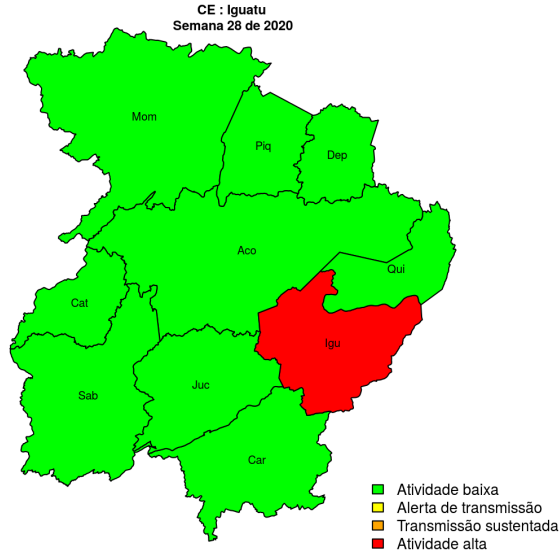 CE : Iguatu
Semana 28 de 2020
Mom
Piq
Dep
Aco
Qui
Cat
Igu
Sab
Juc
Car
Atividade baixa
Alerta de transmissão
Transmissão sustentada
Atividade alta